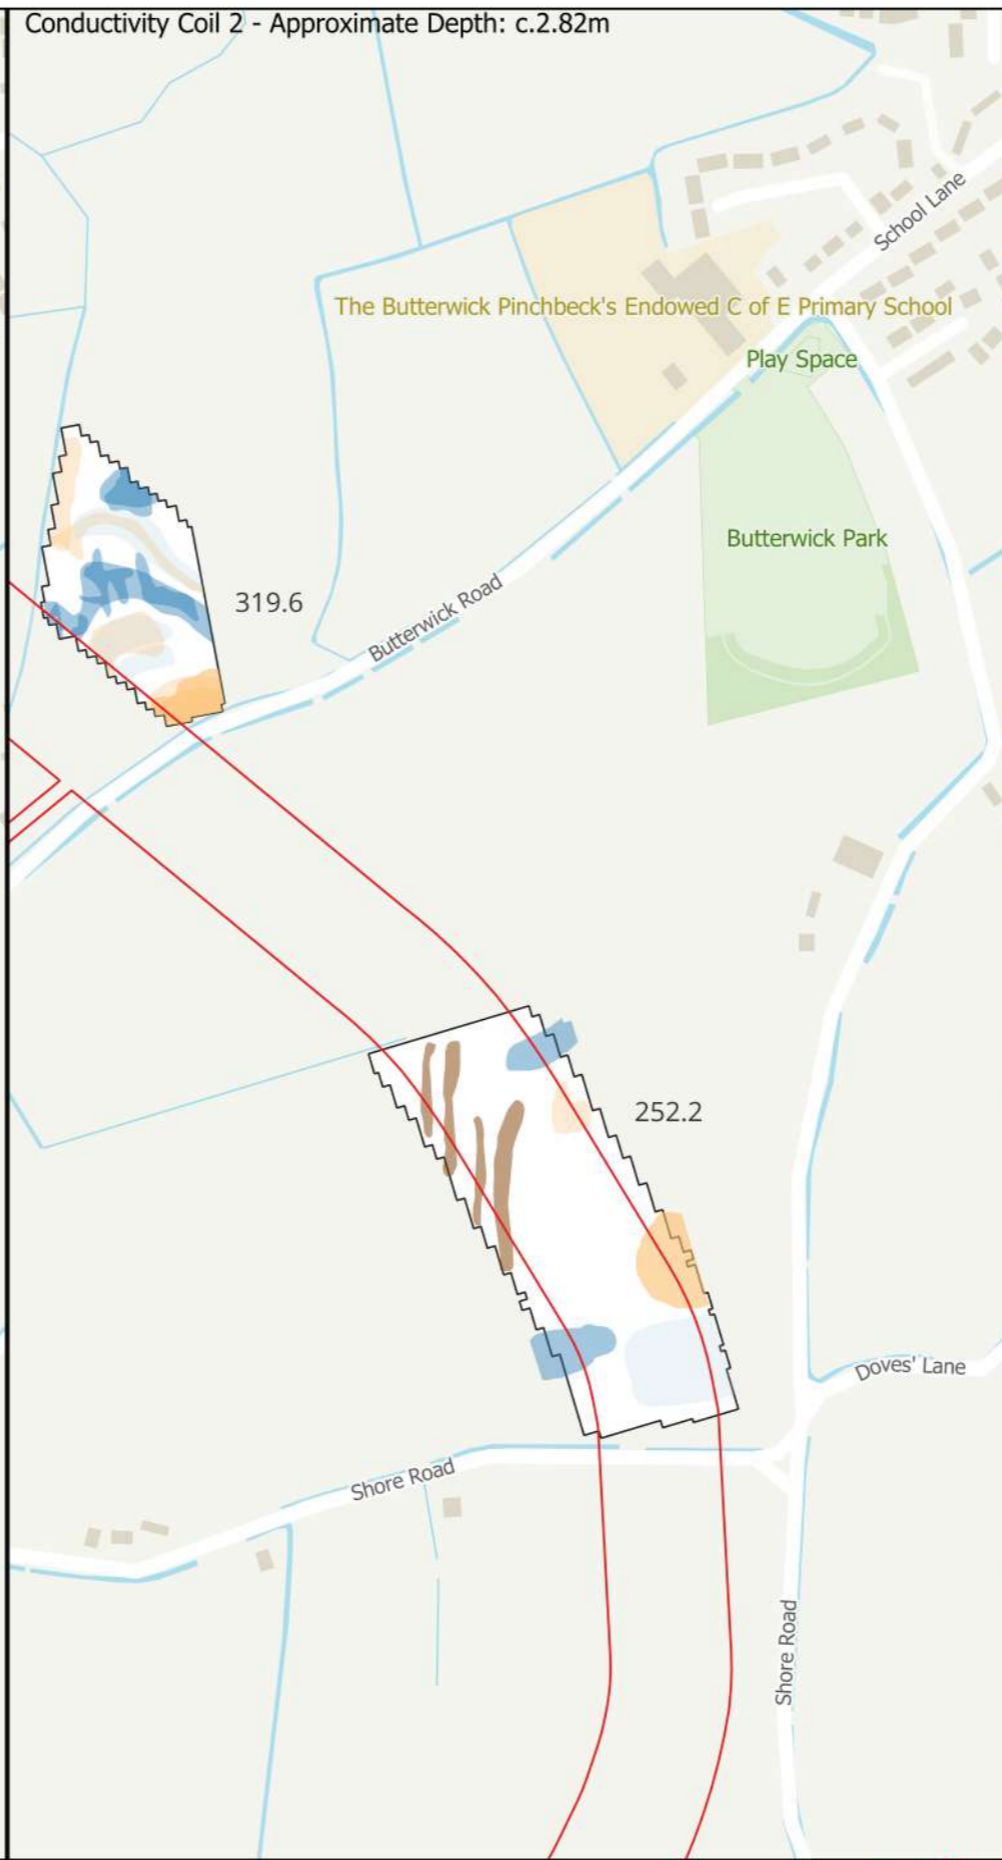 Conductivity Coil 2 - Approximate Depth: c.2.82m
School Lane
The Butterwick Pinchbeck's Endowed C of E Primary School
Play Space
Butterwick Park
319.6
Butterwick Road
252.2
Doves' Lane
Shore Road
Shore Road